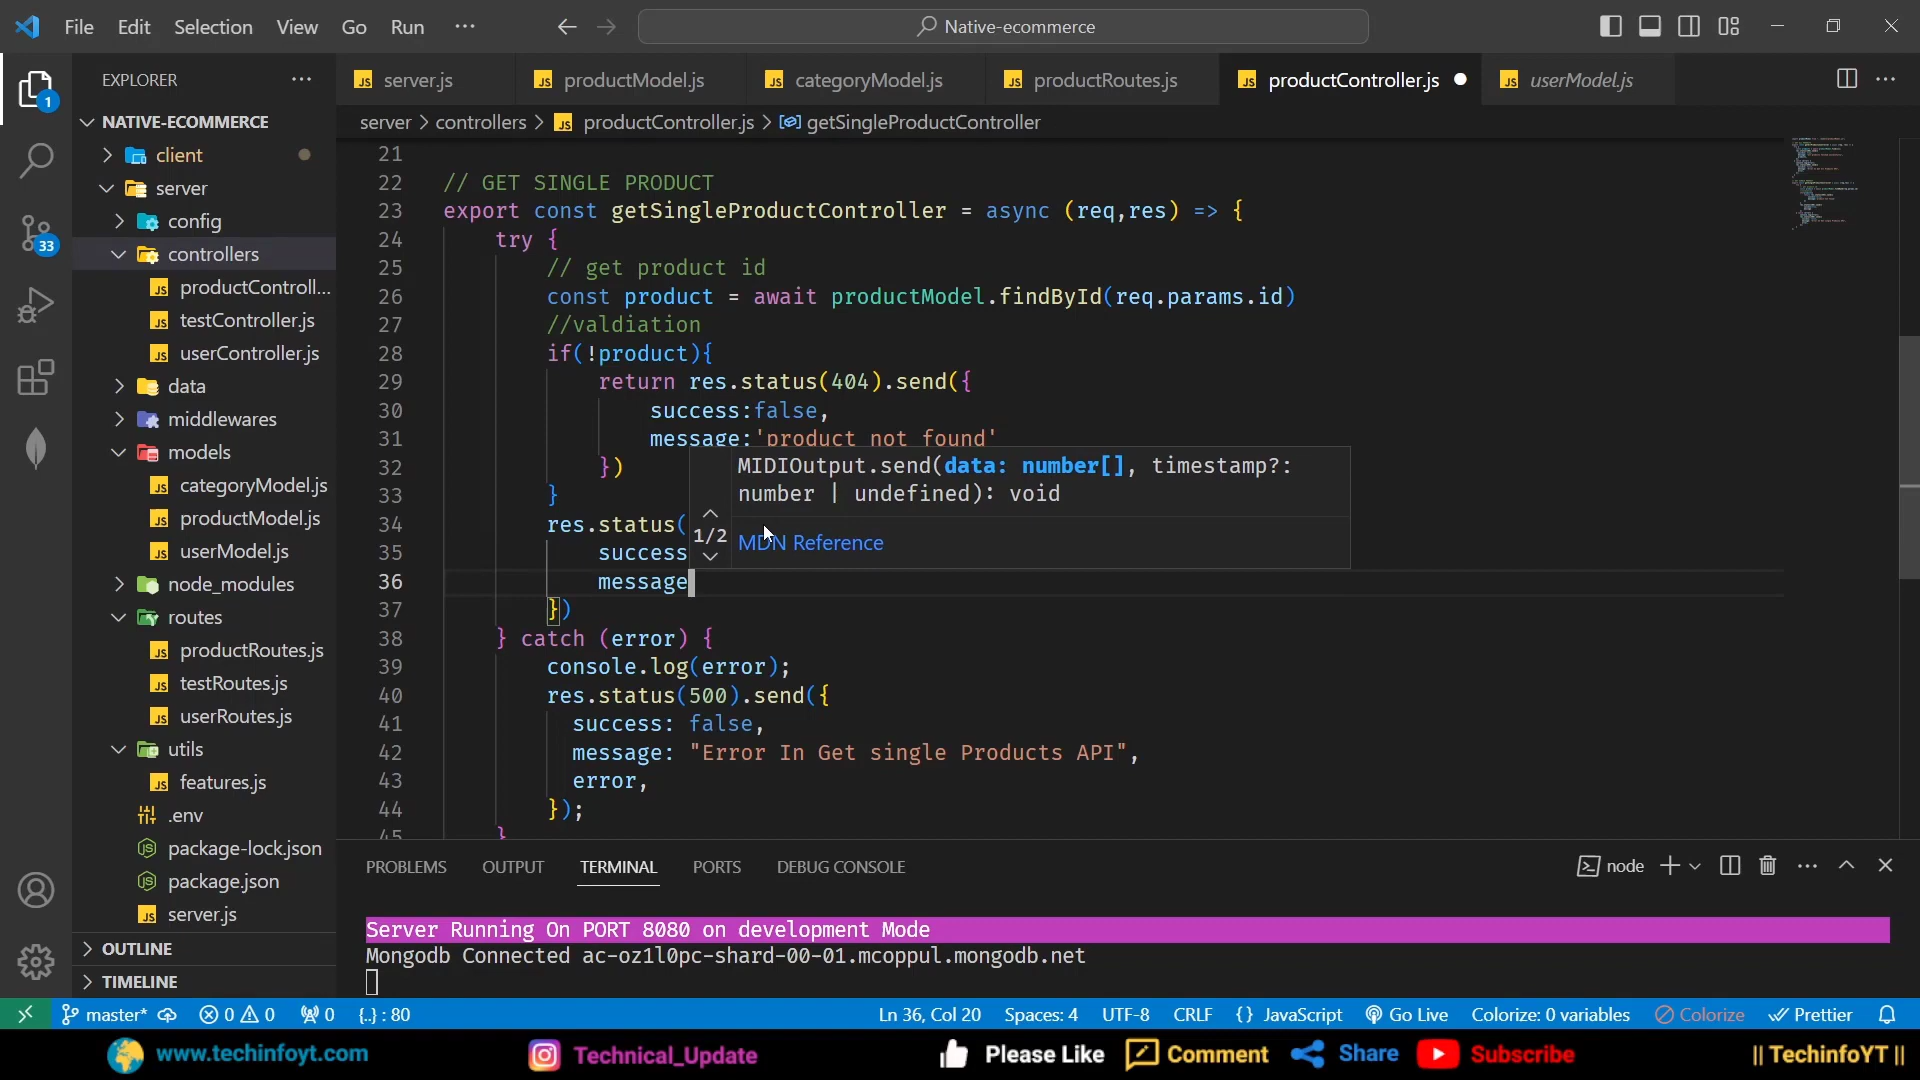 File Edit Selection View Go Run ···
Native-ecommerce
EXPLORER
server.js
productModel.js
categoryModel.js
productRoutes.js
productController.js
userModel.js
server > controllers > productController.js > getSingleProductController
1
33
NATIVE-ECOMMERCE
client
server
config
controllers
productControll...
testController.js
userController.js
data
middlewares
models
categoryModel.js
productModel.js
userModel.js
node_modules
routes
productRoutes.js
testRoutes.js
userRoutes.js
utils
features.js
.env
package-lock.json
package.json
server.js
OUTLINE
TIMELINE
21
22 // GET SINGLE PRODUCT
23 export const getSingleProductController = async (req,res) => {
24 try {
25 // get product id
26 const product = await productModel.findById(req.params.id)
27 //valdiation
28 if(!product){
29 return res.status(404).send({
30 success:false,
31 message:'product not found'
32 })
33 }
34 res.status(
35 success
36 message
37 })
38 } catch (error) {
39 console.log(error);
40 res.status(500).send({
41 success: false,
42 message: "Error In Get single Products API",
43 error,
44 });
45 }
MIDIOutput.send(data: number[], timestamp?:
number | undefined): void
1/2
MDN Reference
PROBLEMS OUTPUT TERMINAL PORTS DEBUG CONSOLE
node
Server Running On PORT 8080 on development Mode
Mongodb Connected ac-oz1l0pc-shard-00-01.mcoppul.mongodb.net
master* 0 0 0 {..} : 80
Ln 36, Col 20 Spaces: 4 UTF-8 CRLF {} JavaScript Go Live Colorize: 0 variables Colorize Prettier
www.techinfoyt.com Technical_Update Please Like Comment Share Subscribe || TechinfoYT ||